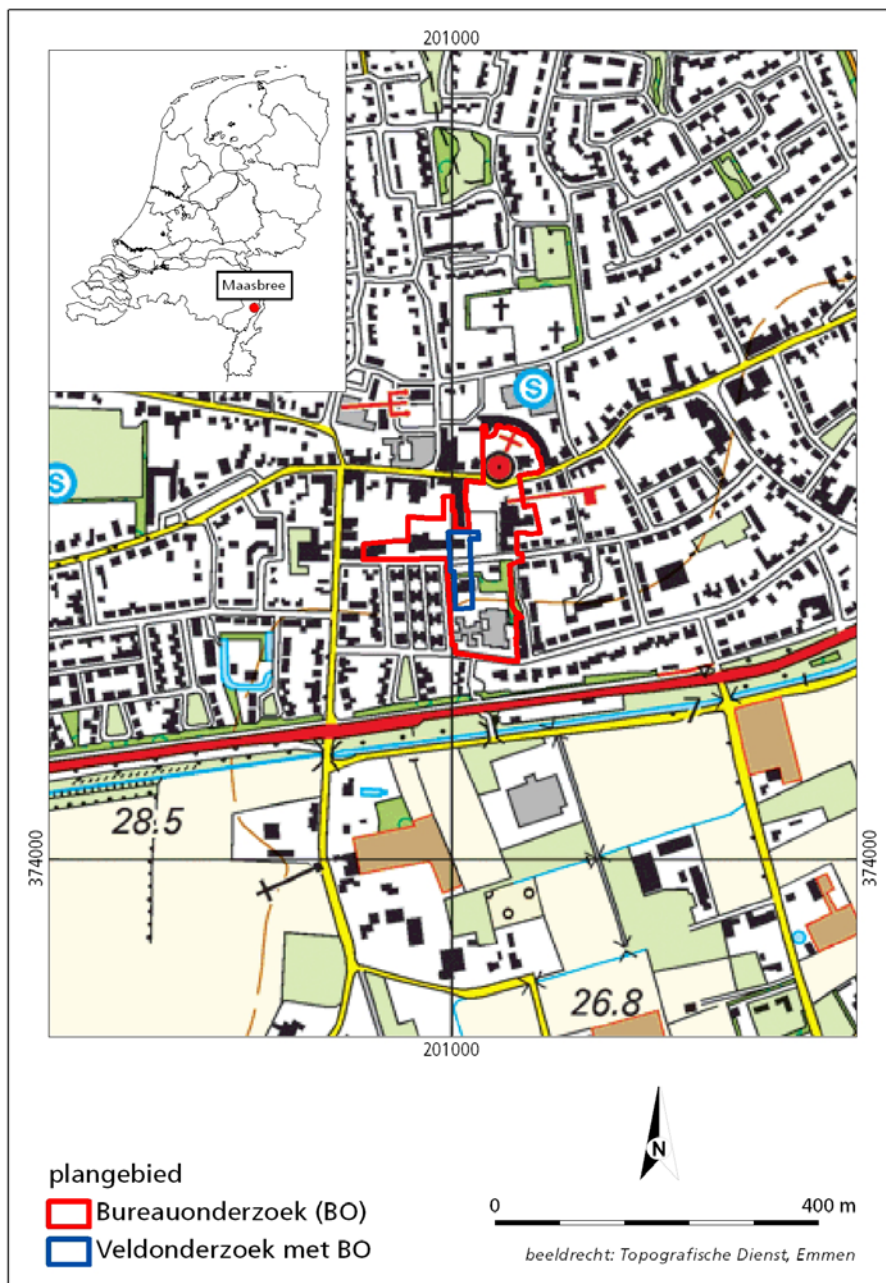 201000
Maasbree
S
S
28.5
374000
374000
26.8
201000
N
plangebied
Bureauonderzoek (BO)
Veldonderzoek met BO
0
400 m
beeldrecht: Topografische Dienst, Emmen